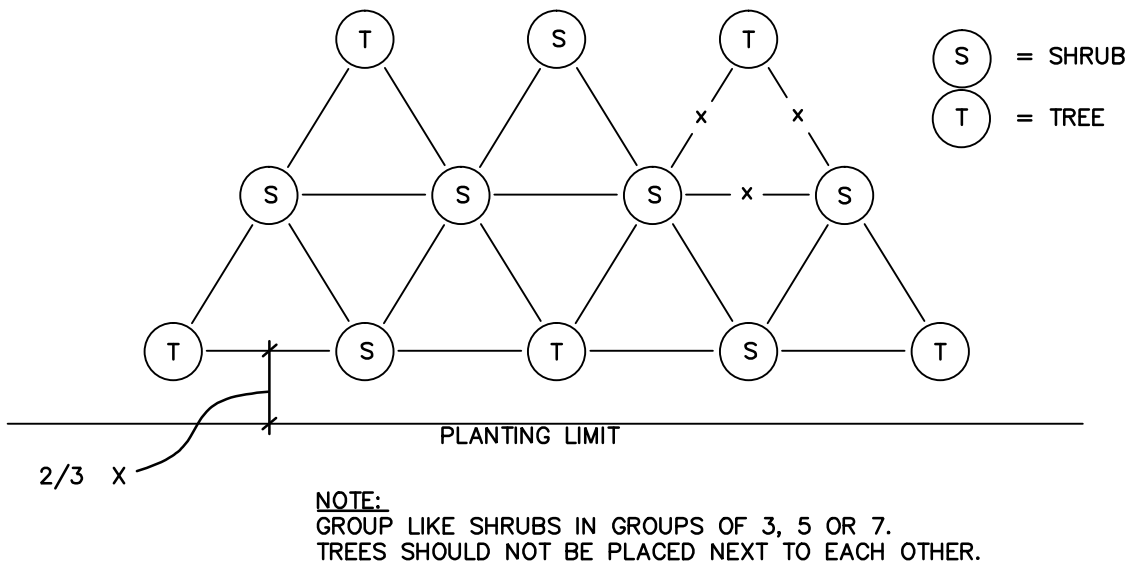 T S T
S = SHRUB
T = TREE
x x
S S S x S
T S T S T
PLANTING LIMIT
2/3 X
NOTE:
GROUP LIKE SHRUBS IN GROUPS OF 3, 5 OR 7.
TREES SHOULD NOT BE PLACED NEXT TO EACH OTHER.